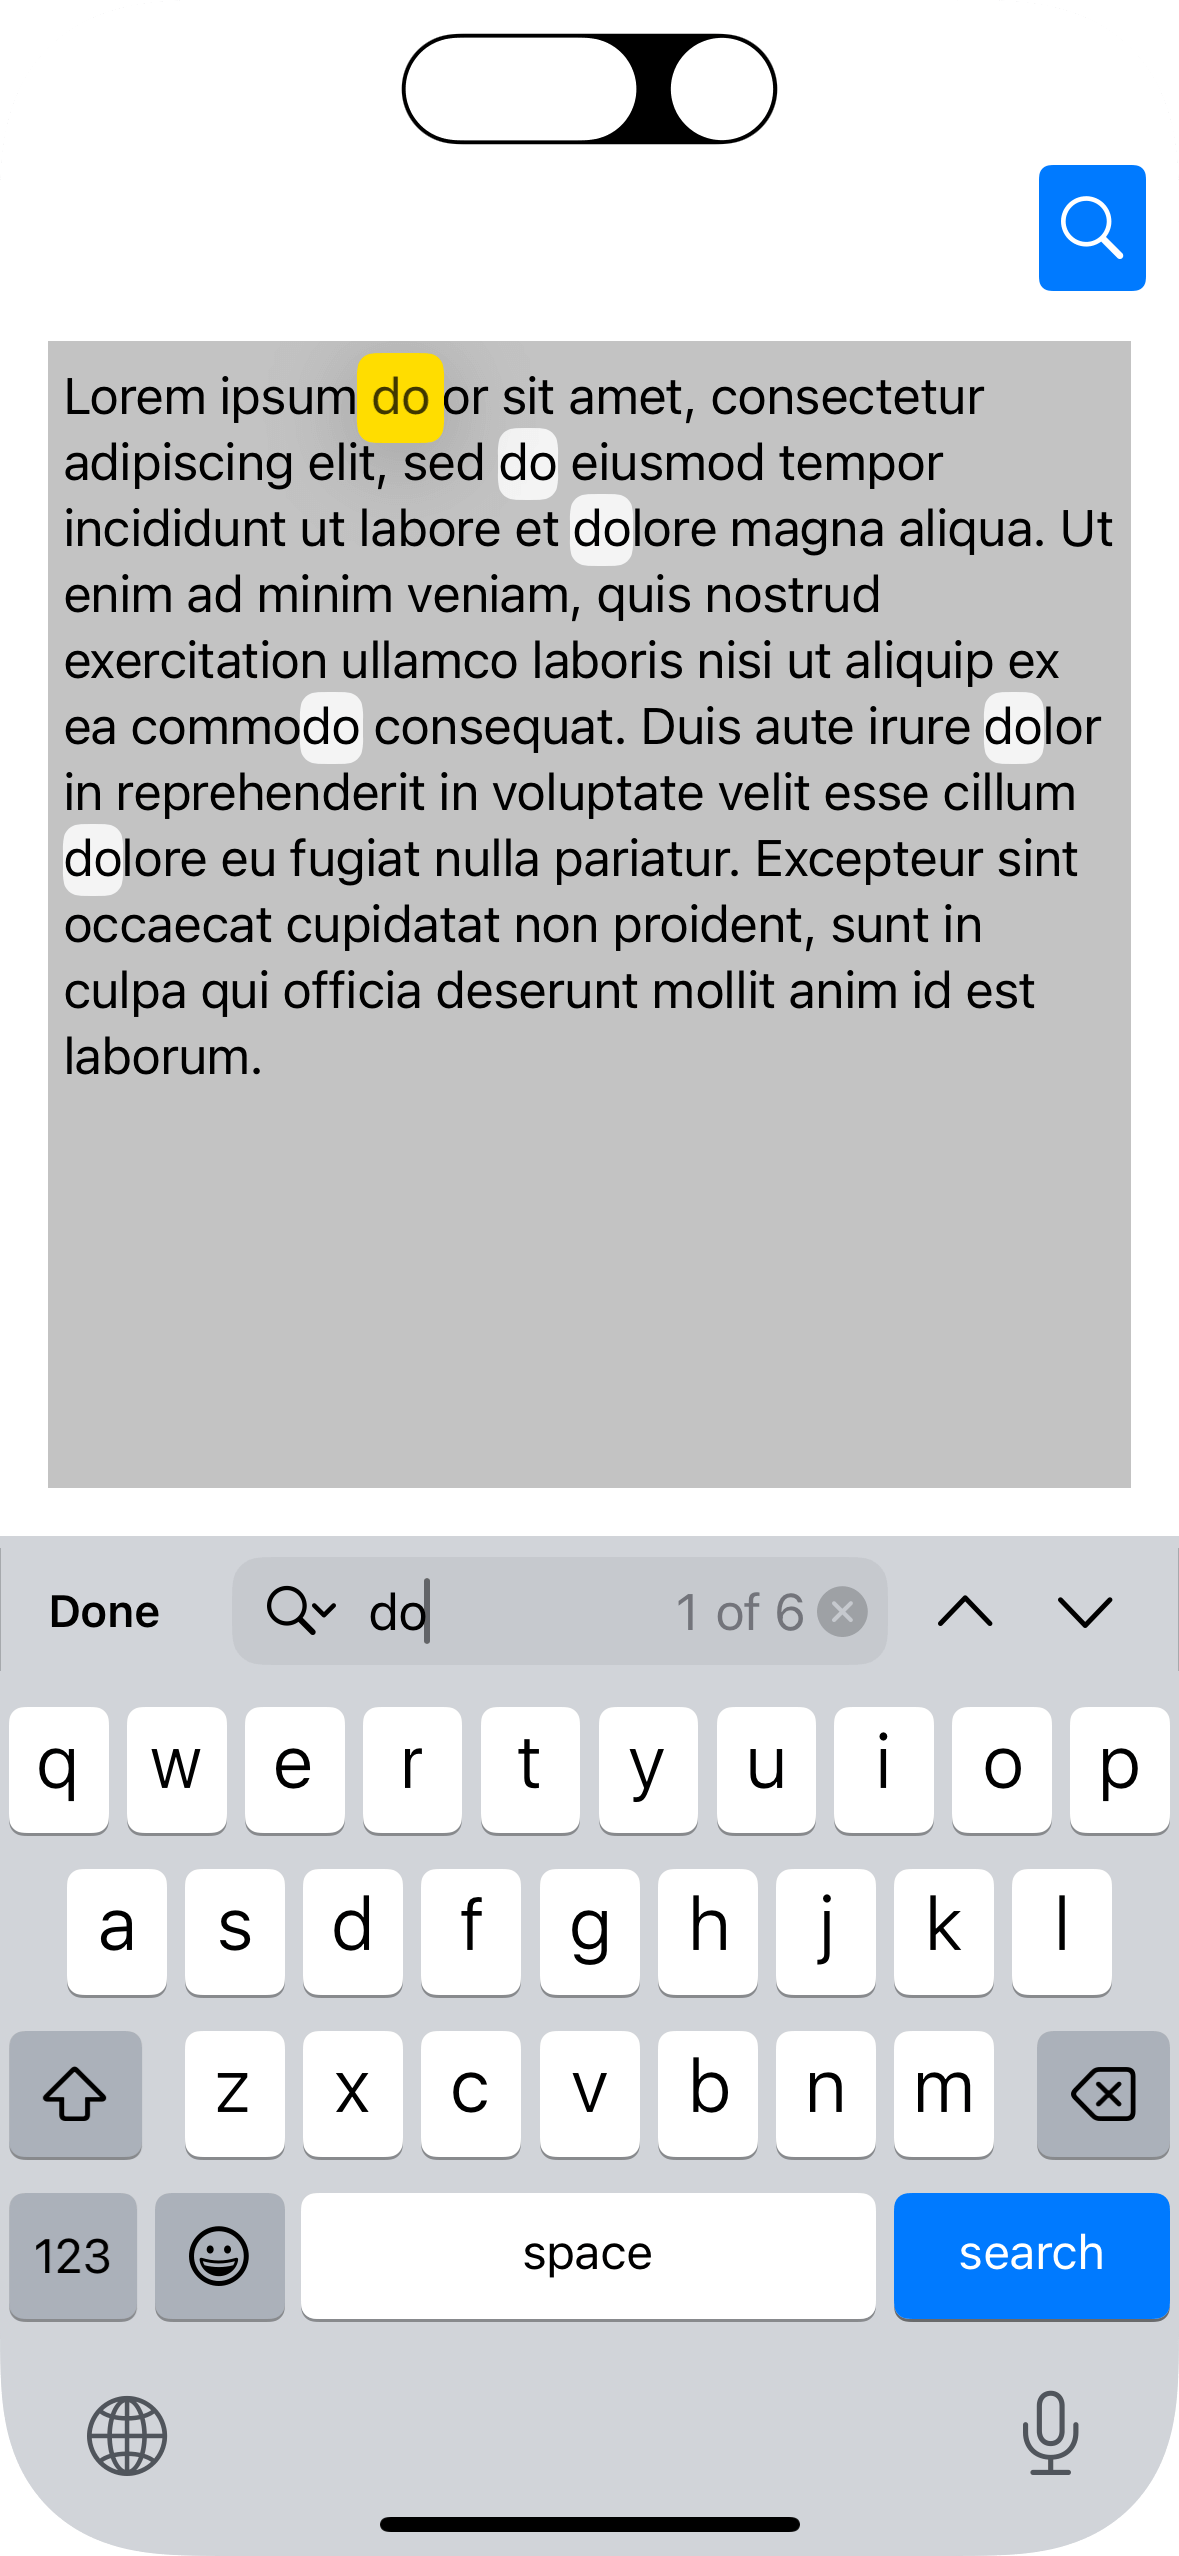 Lorem ipsum do or sit amet, consectetur
adipiscing elit, sed do eiusmod tempor
incididunt ut labore et dolore magna aliqua. Ut
enim ad minim veniam, quis nostrud
exercitation ullamco laboris nisi ut aliquip ex
ea commodo consequat. Duis aute irure dolor
in reprehenderit in voluptate velit esse cillum
dolore eu fugiat nulla pariatur. Excepteur sint
occaecat cupidatat non proident, sunt in
culpa qui officia deserunt mollit anim id est
laborum.
Done do 1 of 6
q w e r t y u i o p
a s d f g h j k l
z x c v b n m
123 space search